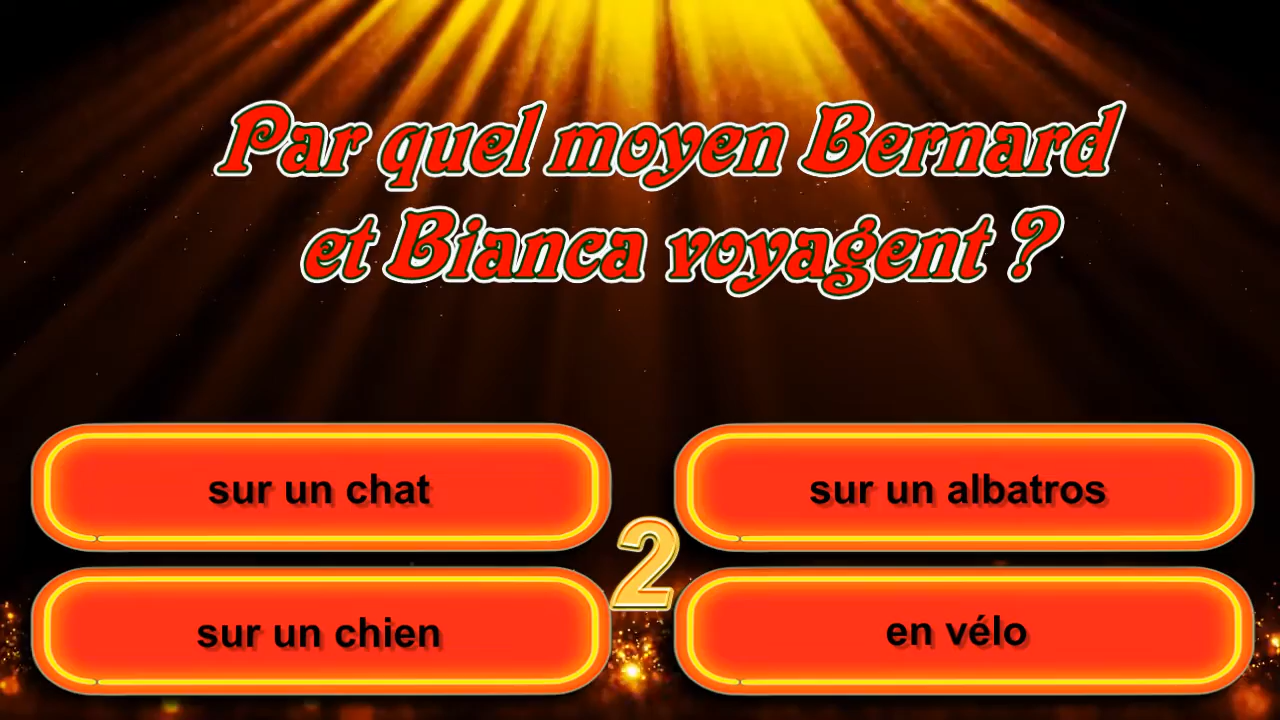 Par quel moyen Bernard
et Bianca voyagent ?
sur un chat
sur un albatros
2
sur un chien
en vélo